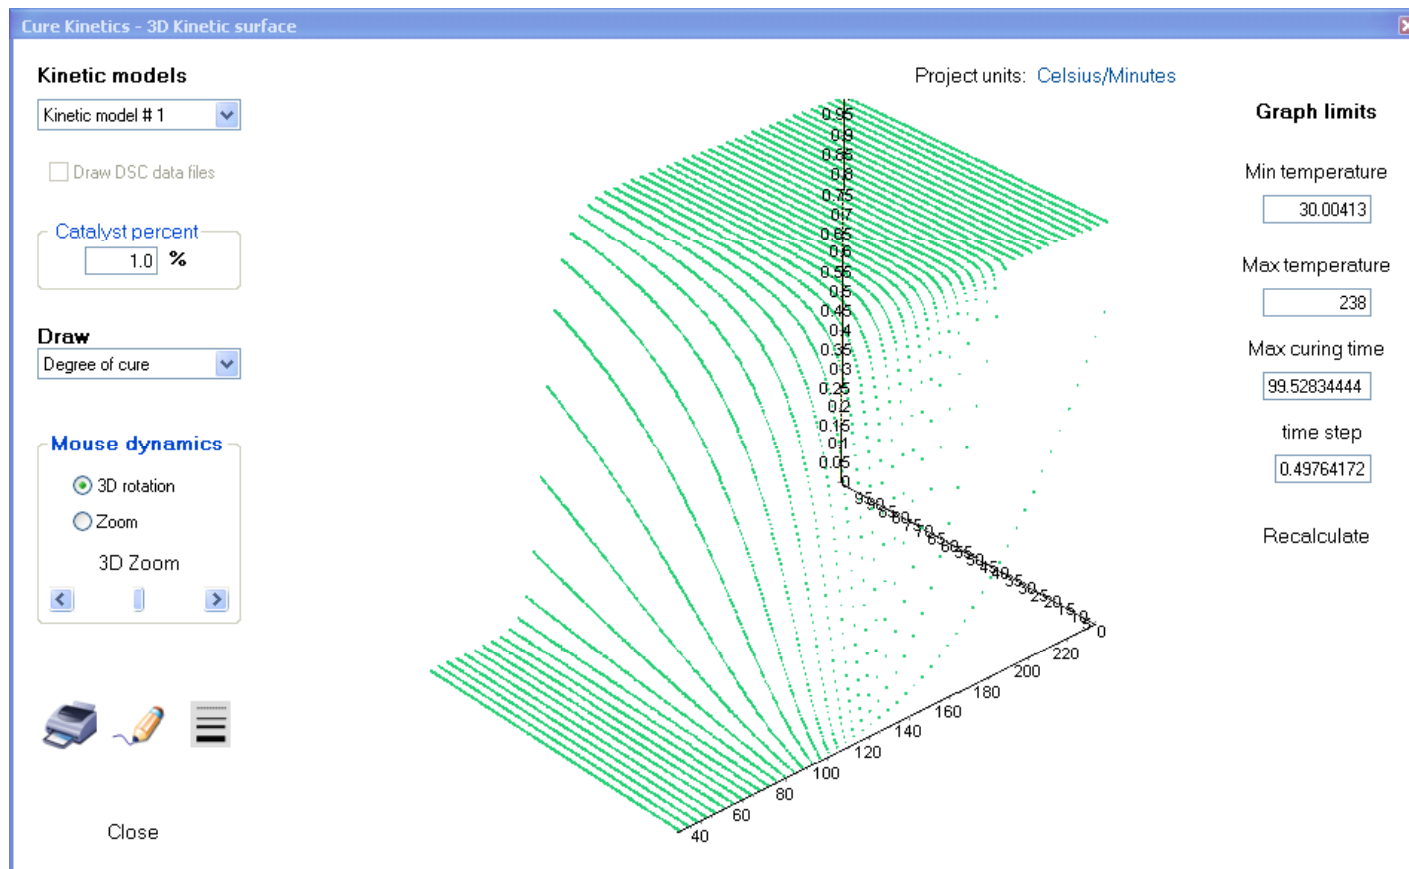 Cure Kinetics - 3D Kinetic surface
Kinetic models
Kinetic model # 1
Draw DSC data files
Catalyst percent
1.0 %
Draw
Degree of cure
Mouse dynamics
3D rotation
Zoom
3D Zoom
Close
Project units: Celsius/Minutes
0.95
0.9
0.85
0.8
0.75
0.7
0.65
0.6
0.55
0.5
0.45
0.4
0.35
0.3
0.25
0.2
0.15
0.1
0.05
0
0
220
200
180
160
140
120
100
80
60
40
Graph limits
Min temperature
30.00413
Max temperature
238
Max curing time
99.52834444
time step
0.49764172
Recalculate